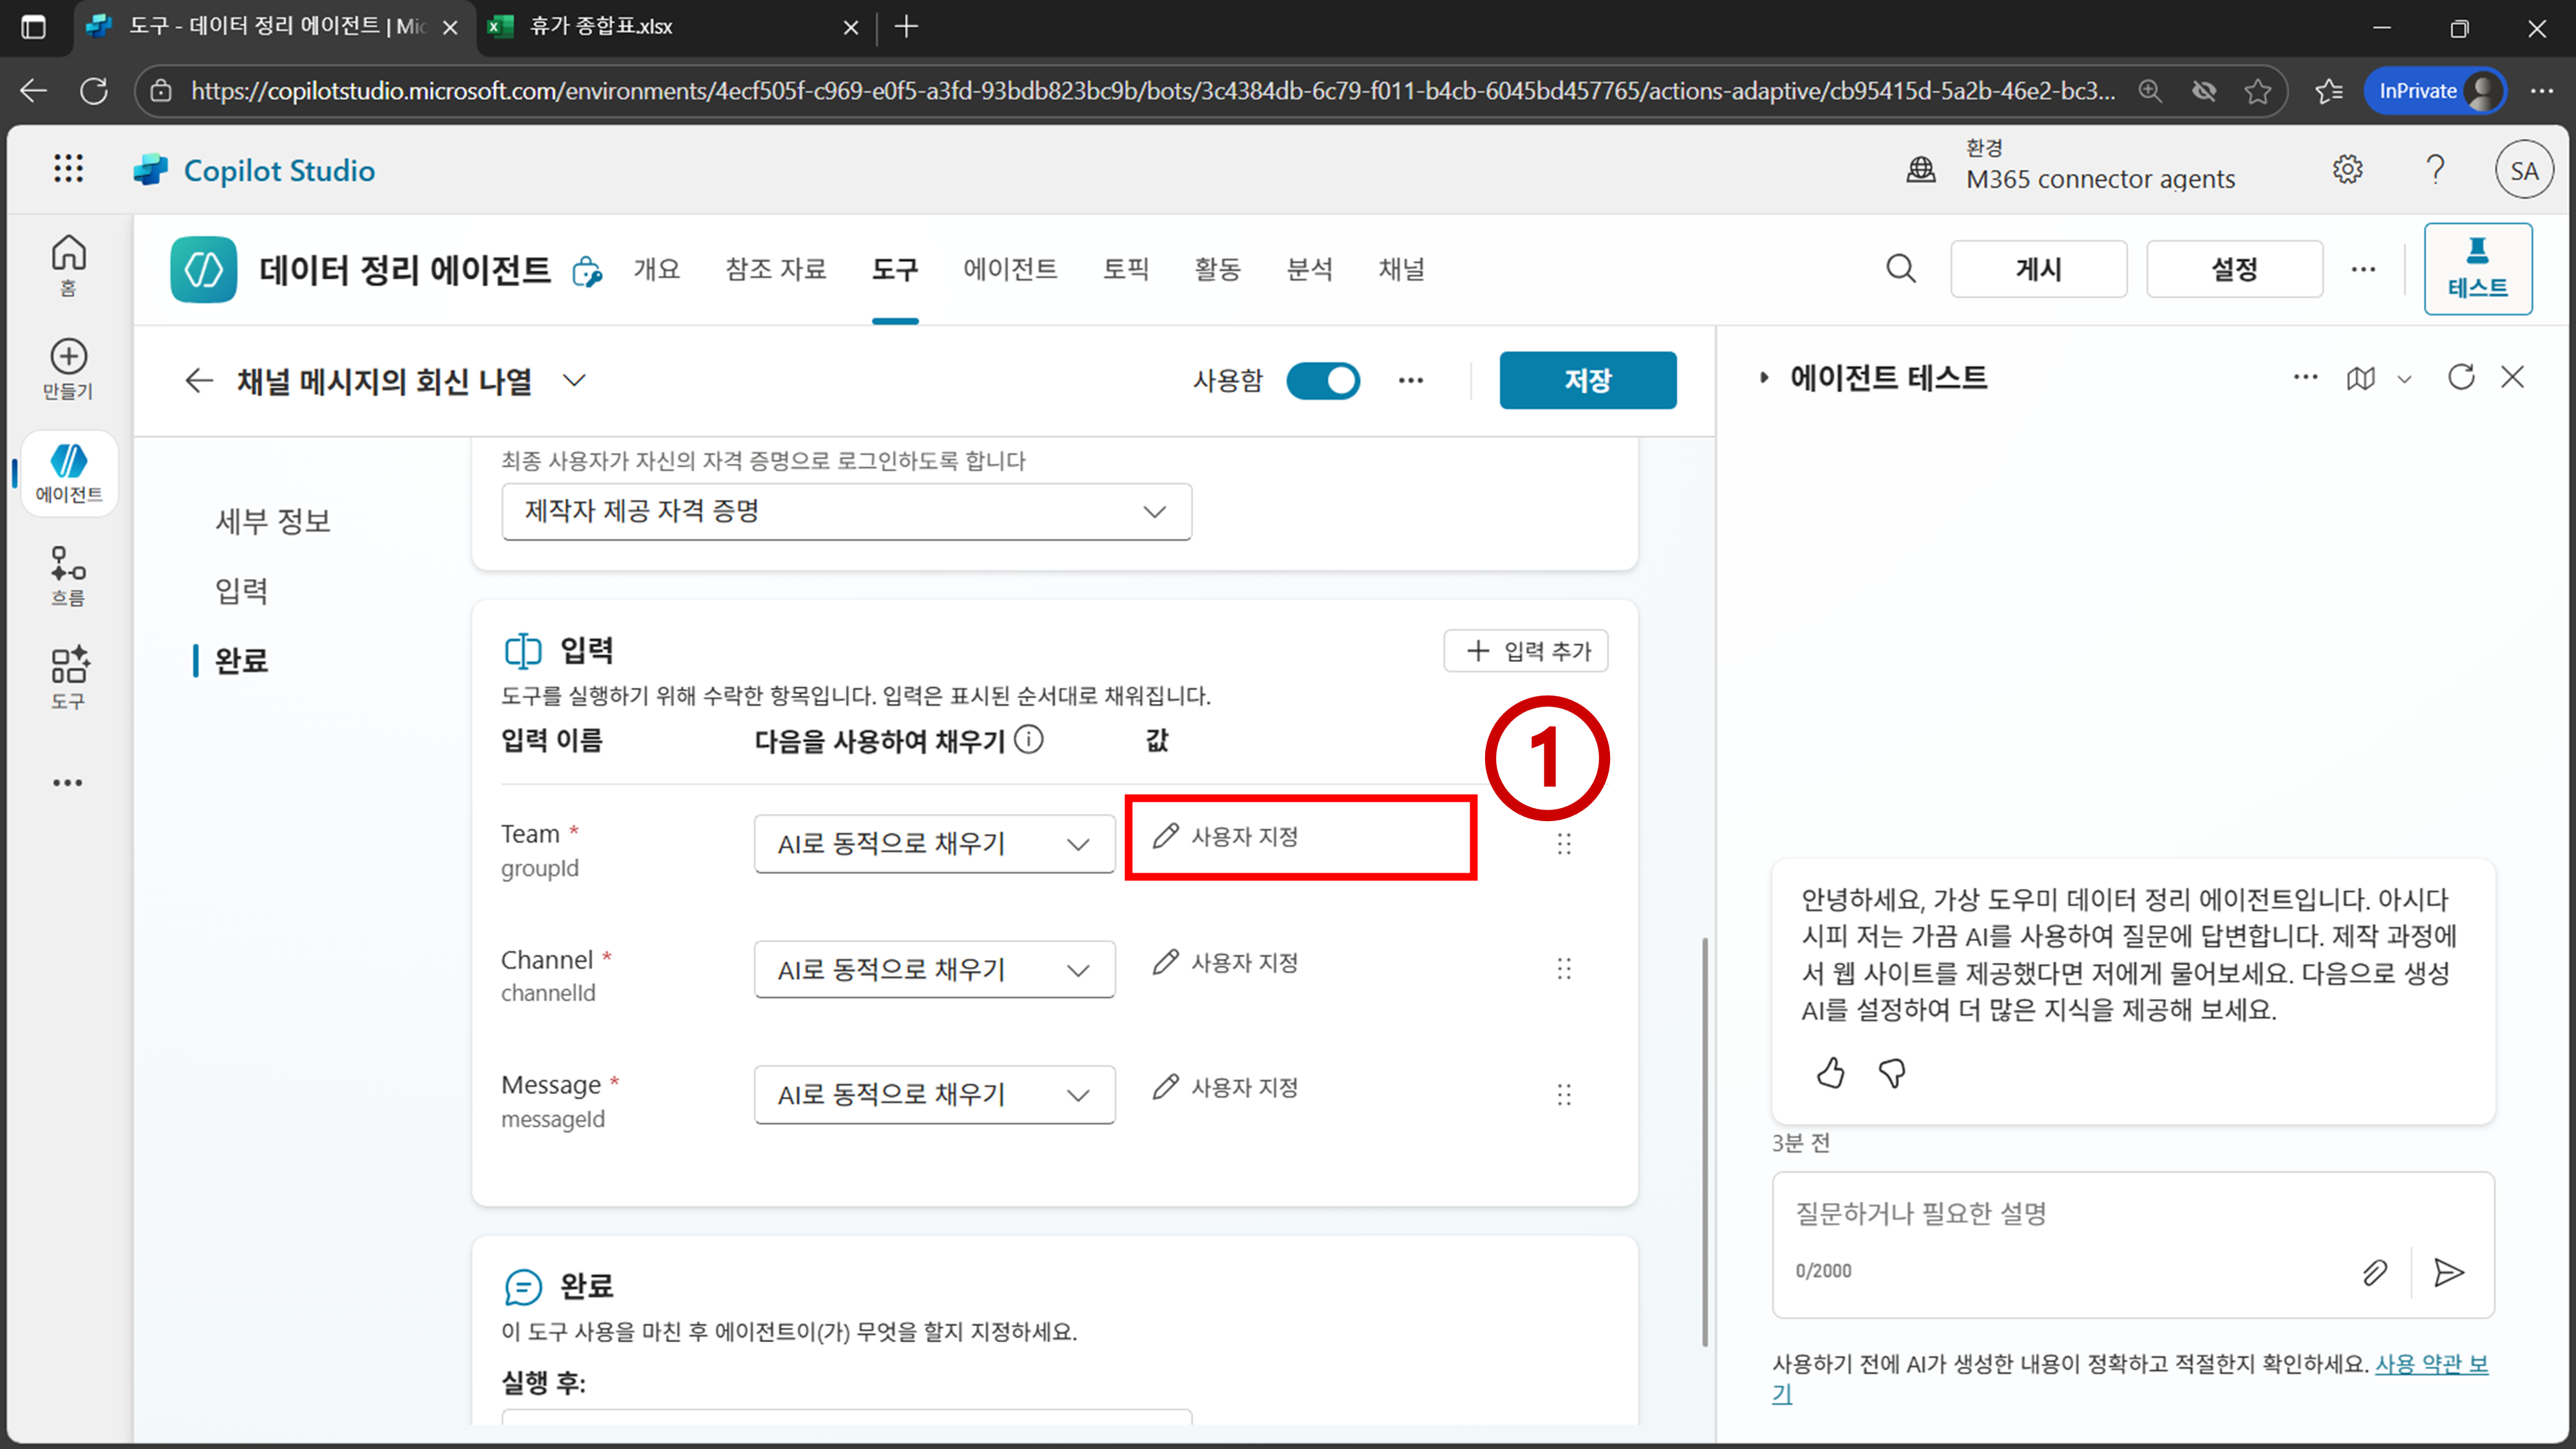 도구 - 데이터 정리 에이전트 | Mic
휴가 종합표.xlsx
https://copilotstudio.microsoft.com/environments/4ecf505f-c969-e0f5-a3fd-93bdb823bc9b/bots/3c4384db-6c79-f011-b4cb-6045bd457765/actions-adaptive/cb95415d-5a2b-46e2-bc3...
InPrivate
Copilot Studio
환경
M365 connector agents
SA
홈
만들기
에이전트
흐름
도구
데이터 정리 에이전트
개요
참조 자료
도구
에이전트
토픽
활동
분석
채널
게시
설정
테스트
채널 메시지의 회신 나열
사용함
저장
세부 정보
입력
완료
최종 사용자가 자신의 자격 증명으로 로그인하도록 합니다
제작자 제공 자격 증명
입력
입력 추가
도구를 실행하기 위해 수락한 항목입니다. 입력은 표시된 순서대로 채워집니다.
입력 이름
다음을 사용하여 채우기
값
1
Team *
groupId
AI로 동적으로 채우기
사용자 지정
Channel *
channelId
AI로 동적으로 채우기
사용자 지정
Message *
messageId
AI로 동적으로 채우기
사용자 지정
완료
이 도구 사용을 마친 후 에이전트이(가) 무엇을 할지 지정하세요.
실행 후:
에이전트 테스트
안녕하세요, 가상 도우미 데이터 정리 에이전트입니다. 아시다
시피 저는 가끔 AI를 사용하여 질문에 답변합니다. 제작 과정에
서 웹 사이트를 제공했다면 저에게 물어보세요. 다음으로 생성
AI를 설정하여 더 많은 지식을 제공해 보세요.
3분 전
질문하거나 필요한 설명
0/2000
사용하기 전에 AI가 생성한 내용이 정확하고 적절한지 확인하세요. 사용 약관 보
기